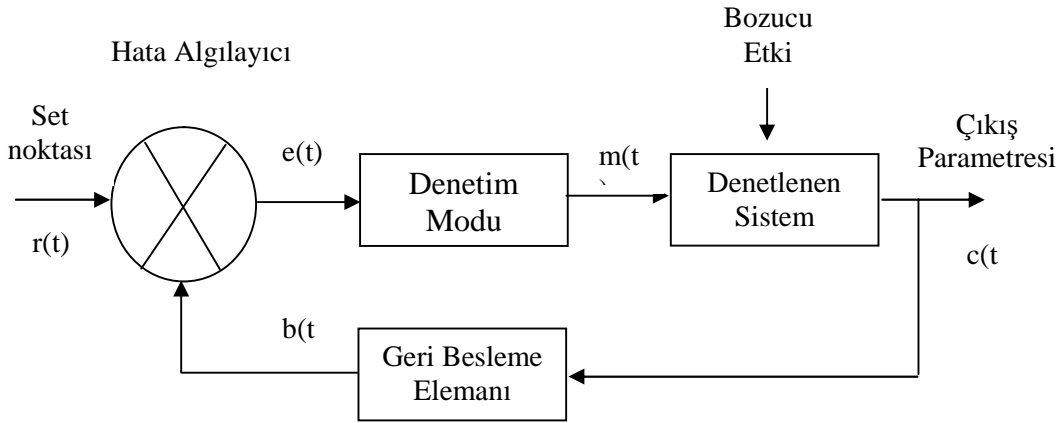 Bozucu
Etki
Hata Algılayıcı
Set
noktası
r(t)
e(t)
Denetim
Modu
m(t
Denetlenen
Sistem
Çıkış
Parametresi
c(t
b(t
Geri Besleme
Elemanı